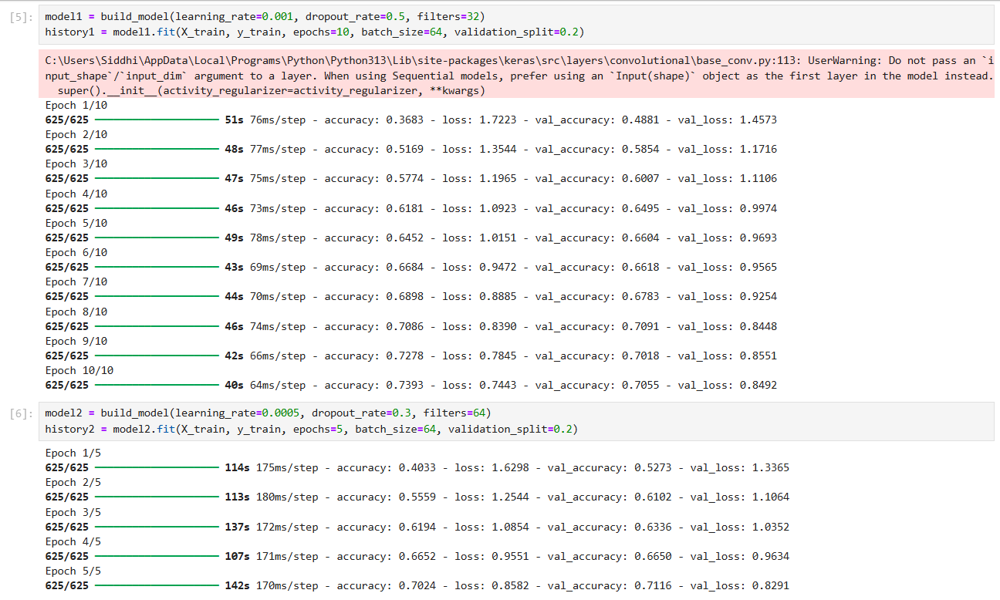 [5]: model1 = build_model(learning_rate=0.001, dropout_rate=0.5, filters=32)
history1 = model1.fit(X_train, y_train, epochs=10, batch_size=64, validation_split=0.2)
C:\Users\Siddhi\AppData\Local\Programs\Python\Python313\Lib\site-packages\keras\src\layers\convolutional\base_conv.py:113: UserWarning: Do not pass an `i
nput_shape`/`input_dim` argument to a layer. When using Sequential models, prefer using an `Input(shape)` object as the first layer in the model instead.
  super().__init__(activity_regularizer=activity_regularizer, **kwargs)
Epoch 1/10
625/625 51s 76ms/step - accuracy: 0.3683 - loss: 1.7223 - val_accuracy: 0.4881 - val_loss: 1.4573
Epoch 2/10
625/625 48s 77ms/step - accuracy: 0.5169 - loss: 1.3544 - val_accuracy: 0.5854 - val_loss: 1.1716
Epoch 3/10
625/625 47s 75ms/step - accuracy: 0.5774 - loss: 1.1965 - val_accuracy: 0.6007 - val_loss: 1.1106
Epoch 4/10
625/625 46s 73ms/step - accuracy: 0.6181 - loss: 1.0923 - val_accuracy: 0.6495 - val_loss: 0.9974
Epoch 5/10
625/625 49s 78ms/step - accuracy: 0.6452 - loss: 1.0151 - val_accuracy: 0.6604 - val_loss: 0.9693
Epoch 6/10
625/625 43s 69ms/step - accuracy: 0.6684 - loss: 0.9472 - val_accuracy: 0.6618 - val_loss: 0.9565
Epoch 7/10
625/625 44s 70ms/step - accuracy: 0.6898 - loss: 0.8885 - val_accuracy: 0.6783 - val_loss: 0.9254
Epoch 8/10
625/625 46s 74ms/step - accuracy: 0.7086 - loss: 0.8390 - val_accuracy: 0.7091 - val_loss: 0.8448
Epoch 9/10
625/625 42s 66ms/step - accuracy: 0.7278 - loss: 0.7845 - val_accuracy: 0.7018 - val_loss: 0.8551
Epoch 10/10
625/625 40s 64ms/step - accuracy: 0.7393 - loss: 0.7443 - val_accuracy: 0.7055 - val_loss: 0.8492
[6]: model2 = build_model(learning_rate=0.0005, dropout_rate=0.3, filters=64)
history2 = model2.fit(X_train, y_train, epochs=5, batch_size=64, validation_split=0.2)
Epoch 1/5
625/625 114s 175ms/step - accuracy: 0.4033 - loss: 1.6298 - val_accuracy: 0.5273 - val_loss: 1.3365
Epoch 2/5
625/625 113s 180ms/step - accuracy: 0.5559 - loss: 1.2544 - val_accuracy: 0.6102 - val_loss: 1.1064
Epoch 3/5
625/625 137s 172ms/step - accuracy: 0.6194 - loss: 1.0854 - val_accuracy: 0.6336 - val_loss: 1.0352
Epoch 4/5
625/625 107s 171ms/step - accuracy: 0.6652 - loss: 0.9551 - val_accuracy: 0.6650 - val_loss: 0.9634
Epoch 5/5
625/625 142s 170ms/step - accuracy: 0.7024 - loss: 0.8582 - val_accuracy: 0.7116 - val_loss: 0.8291